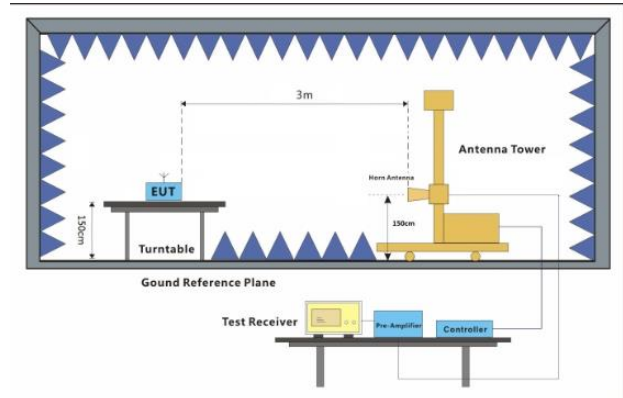 3m
Antenna Tower
Horn Antenna
EUT
150cm
150cm
Turntable
Gound Reference Plane
Test Receiver
Pre-Amplifier
Controller